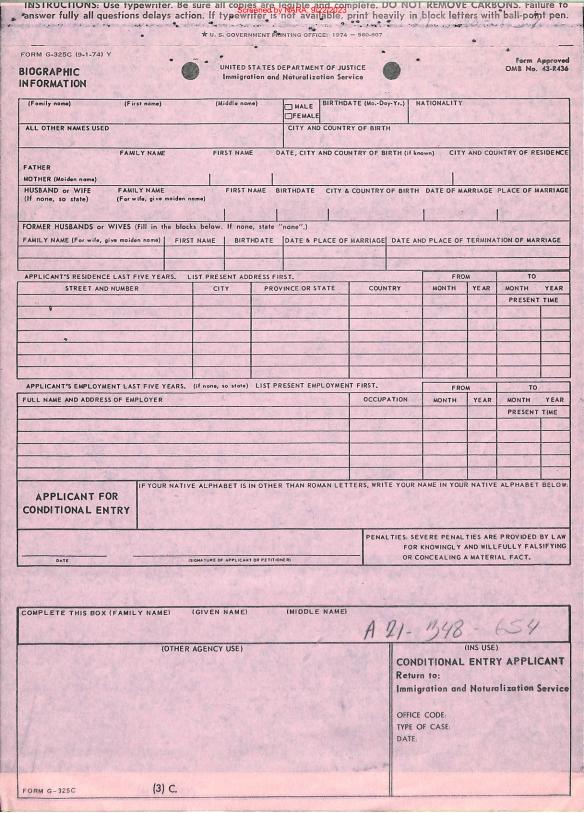 INSTRUCTIONS: Use typewriter. Be sure all copies are legible and complete. DO NOT REMOVE CARBONS. Failure to
answer fully all questions delays action. If typewriter is not available, print heavily in block letters with ball-point pen.
Screened by NARA, 9/22/2023
★ U. S. GOVERNMENT PRINTING OFFICE: 1974 — 560-807
FORM G-325C (9-1-74) Y
BIOGRAPHIC
INFORMATION
UNITED STATES DEPARTMENT OF JUSTICE
Immigration and Naturalization Service
Form Approved
OMB No. 43-R436
(Family name) (First name) (Middle name) MALE FEMALE BIRTHDATE (Mo.-Day-Yr.) NATIONALITY
ALL OTHER NAMES USED CITY AND COUNTRY OF BIRTH
FAMILY NAME FIRST NAME DATE, CITY AND COUNTRY OF BIRTH (if known) CITY AND COUNTRY OF RESIDENCE
FATHER
MOTHER (Maiden name)
HUSBAND or WIFE FAMILY NAME FIRST NAME BIRTHDATE CITY & COUNTRY OF BIRTH DATE OF MARRIAGE PLACE OF MARRIAGE
(If none, so state) (For wife, give maiden name)
FORMER HUSBANDS or WIVES (Fill in the blocks below. If none, state "none".)
FAMILY NAME (For wife, give maiden name) FIRST NAME BIRTHDATE DATE & PLACE OF MARRIAGE DATE AND PLACE OF TERMINATION OF MARRIAGE
APPLICANT'S RESIDENCE LAST FIVE YEARS. LIST PRESENT ADDRESS FIRST. FROM TO
STREET AND NUMBER CITY PROVINCE OR STATE COUNTRY MONTH YEAR MONTH YEAR
PRESENT TIME
APPLICANT'S EMPLOYMENT LAST FIVE YEARS. (if none, so state) LIST PRESENT EMPLOYMENT FIRST. FROM TO
FULL NAME AND ADDRESS OF EMPLOYER OCCUPATION MONTH YEAR MONTH YEAR
PRESENT TIME
APPLICANT FOR
CONDITIONAL ENTRY
IF YOUR NATIVE ALPHABET IS IN OTHER THAN ROMAN LETTERS, WRITE YOUR NAME IN YOUR NATIVE ALPHABET BELOW.
DATE (SIGNATURE OF APPLICANT OR PETITIONER)
PENALTIES: SEVERE PENALTIES ARE PROVIDED BY LAW
FOR KNOWINGLY AND WILLFULLY FALSIFYING
OR CONCEALING A MATERIAL FACT.
COMPLETE THIS BOX (FAMILY NAME) (GIVEN NAME) (MIDDLE NAME)
A 21-348-654
(OTHER AGENCY USE)
(INS USE)
CONDITIONAL ENTRY APPLICANT
Return to:
Immigration and Naturalization Service
OFFICE CODE:
TYPE OF CASE:
DATE:
FORM G-325C
(3) C.